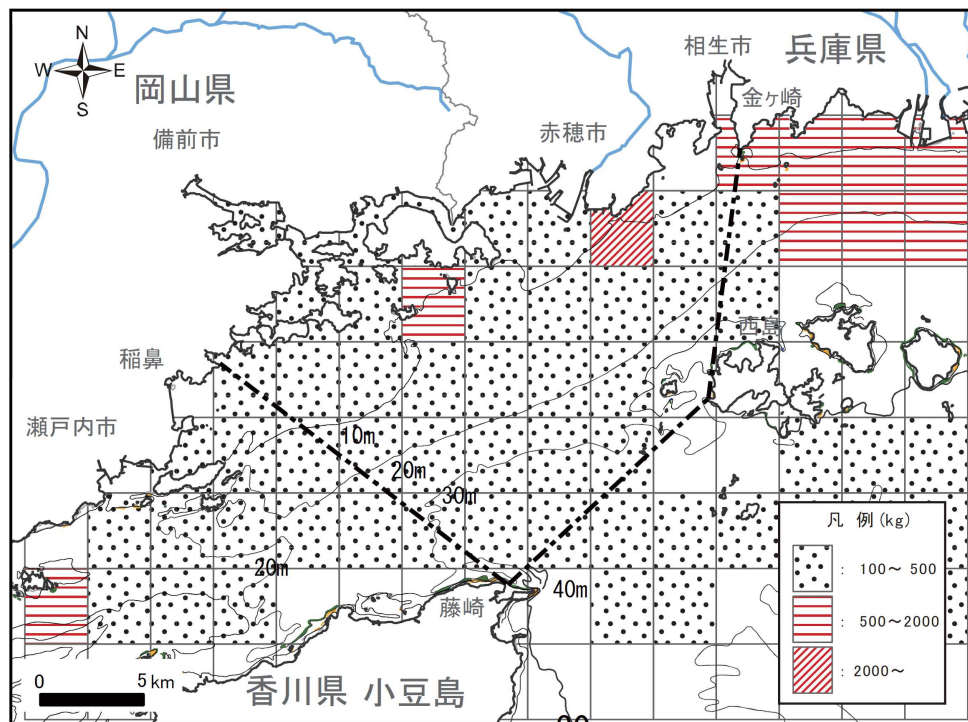 N
W E
S
岡山県
備前市
相生市
兵庫県
金ヶ崎
赤穂市
西島
稲鼻
瀬戸内市
10m
20m
30m
20m
40m
藤崎
香川県 小豆島
0 5km
凡 例(kg)
: 100～ 500
: 500～2000
: 2000～